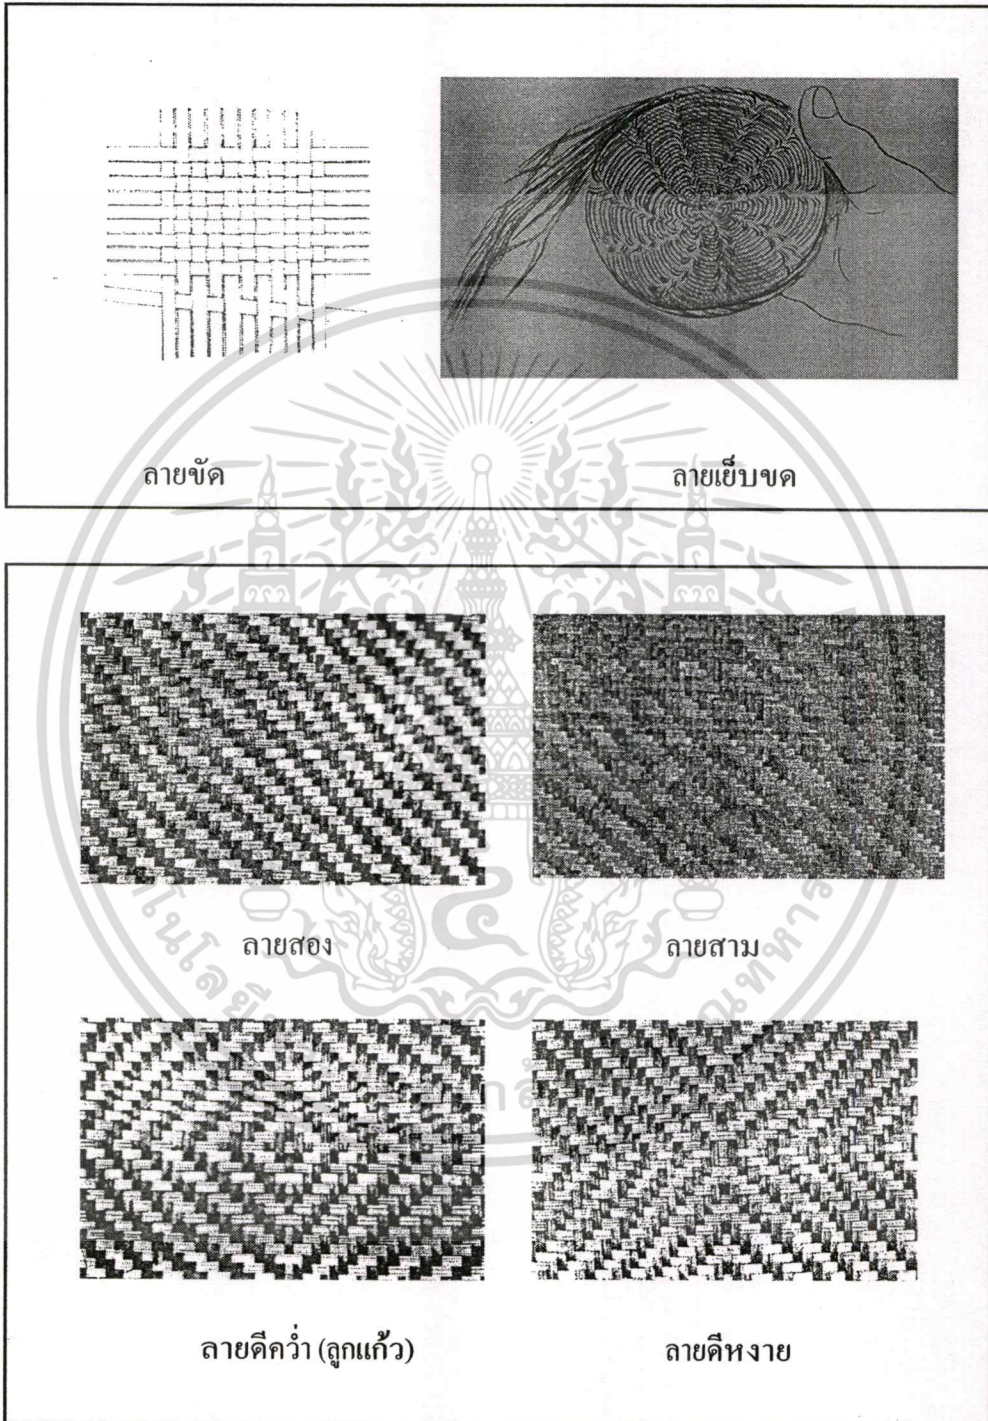 ลายขัด ลายเย็บขด
ลายสอง ลายสาม
ลายดีคว่ำ (ลูกแก้ว) ลายดีหงาย